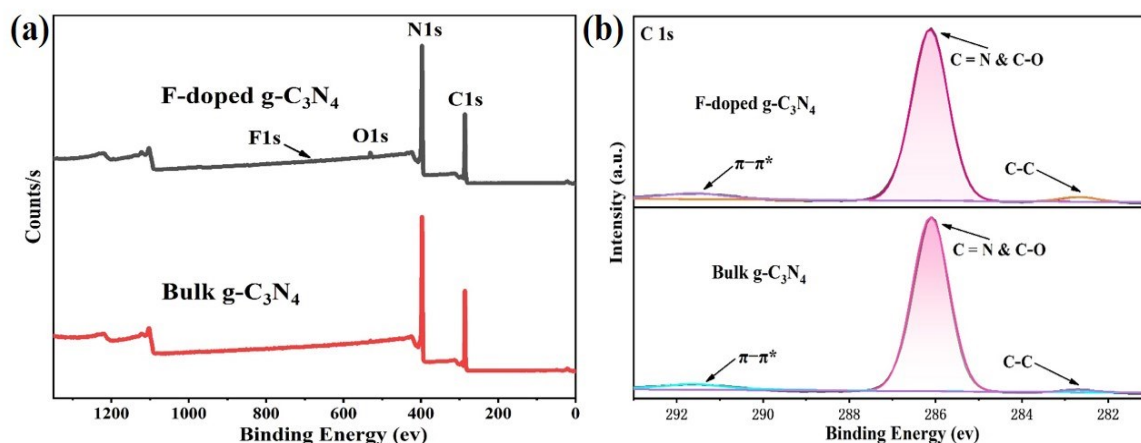 (a)
N1s
F-doped g-C₃N₄
C1s
F1s
O1s
Bulk g-C₃N₄
Counts/s
1200 1000 800 600 400 200 0
Binding Energy (ev)
(b)
C 1s
C = N & C-O
F-doped g-C₃N₄
π−π*
C-C
C = N & C-O
Bulk g-C₃N₄
π−π*
C-C
Intensity (a.u.)
292 290 288 286 284 282
Binding Energy (ev)